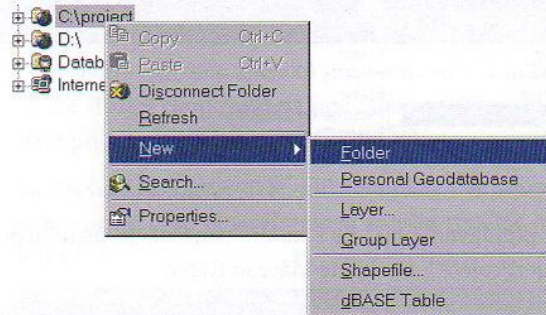 C:\project
D:\
Datab
Interne
Copy Ctrl+C
Paste Ctrl+V
Disconnect Folder
Refresh
New
Search...
Properties...
Folder
Personal Geodatabase
Layer...
Group Layer
Shapefile...
dBASE Table